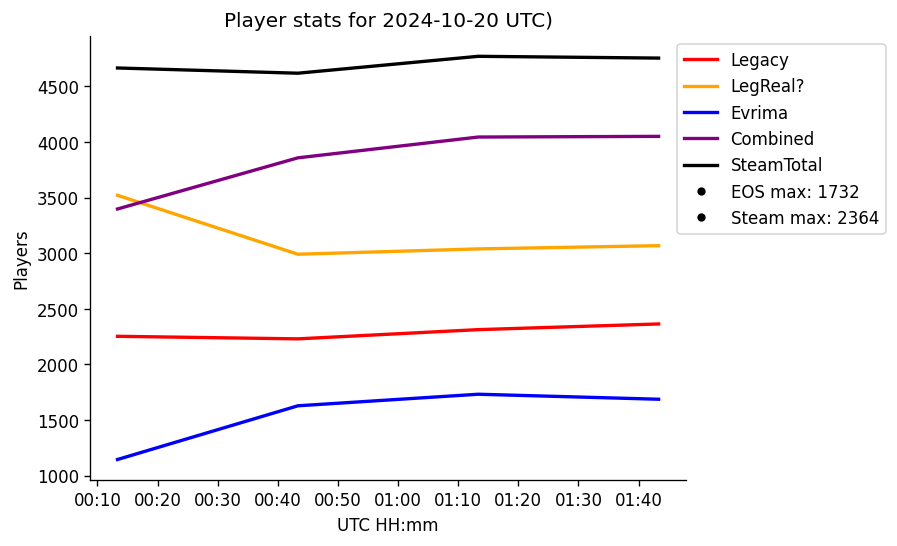 Player stats for 2024-10-20 UTC)
Legacy
LegReal?
Evrima
Combined
SteamTotal
EOS max: 1732
Steam max: 2364
Players
4500
4000
3500
3000
2500
2000
1500
1000
00:10 00:20 00:30 00:40 00:50 01:00 01:10 01:20 01:30 01:40
UTC HH:mm